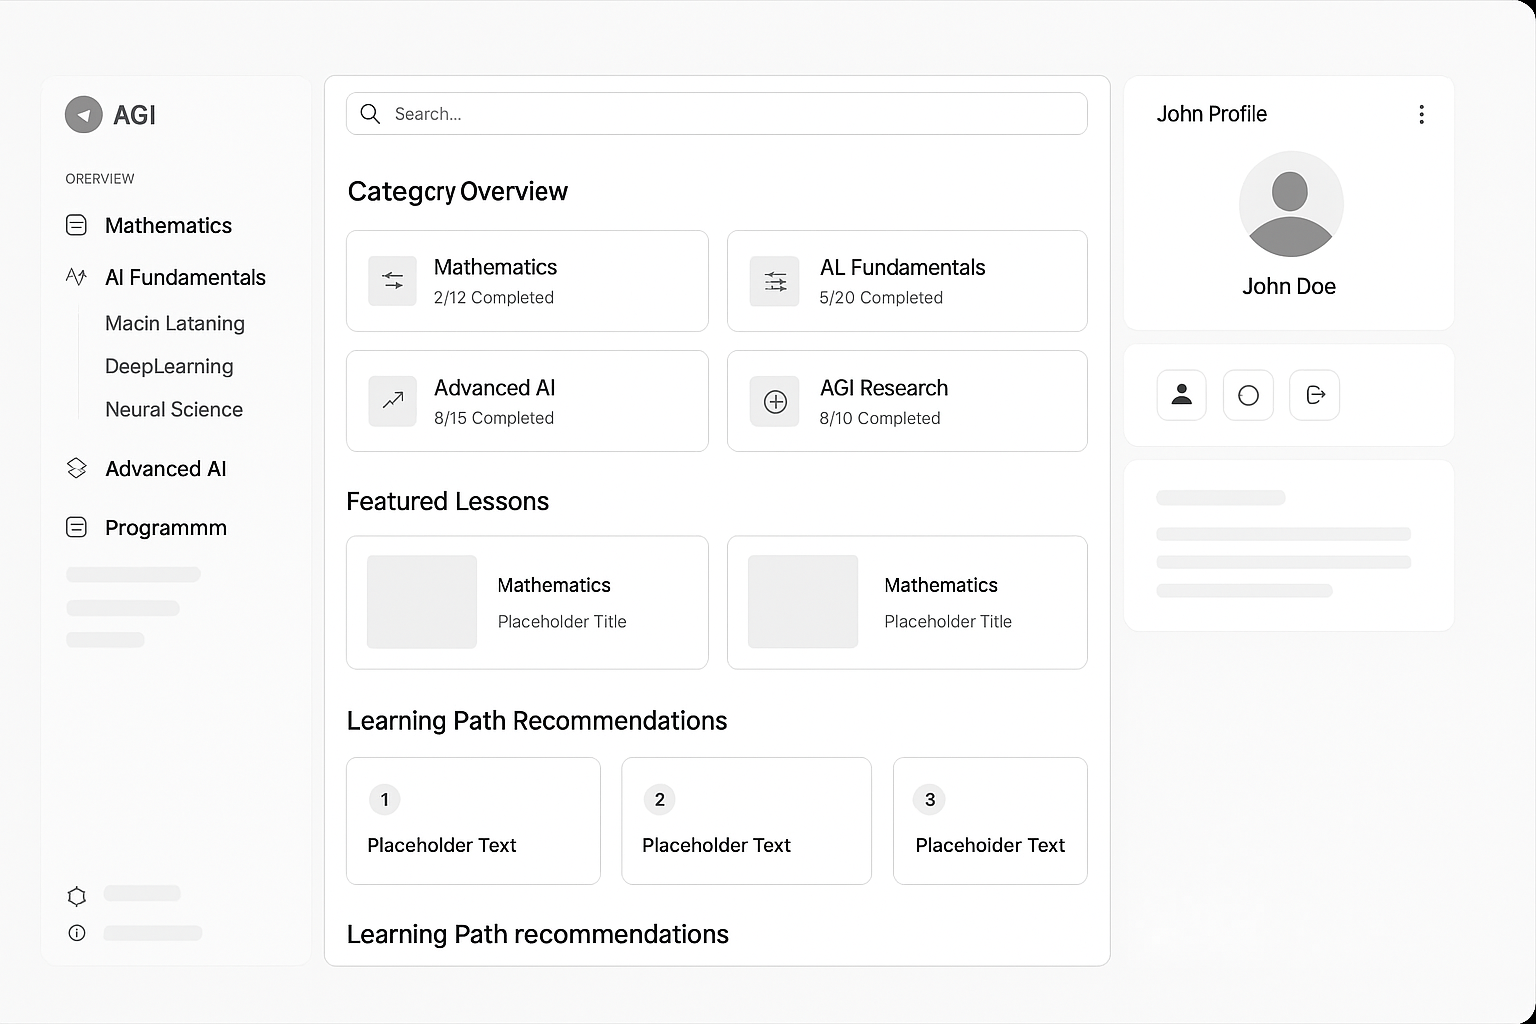 AGI
ORERVIEW
Mathematics
AI Fundamentals
Macin Lataning
DeepLearning
Neural Science
Advanced AI
Programmm
Search...
Categcry Overview
Mathematics
2/12 Completed
AL Fundamentals
5/20 Completed
Advanced AI
8/15 Completed
AGI Research
8/10 Completed
Featured Lessons
Mathematics
Placeholder Title
Mathematics
Placeholder Title
Learning Path Recommendations
1
Placeholder Text
2
Placeholder Text
3
Placehoider Text
Learning Path recommendations
John Profile
John Doe